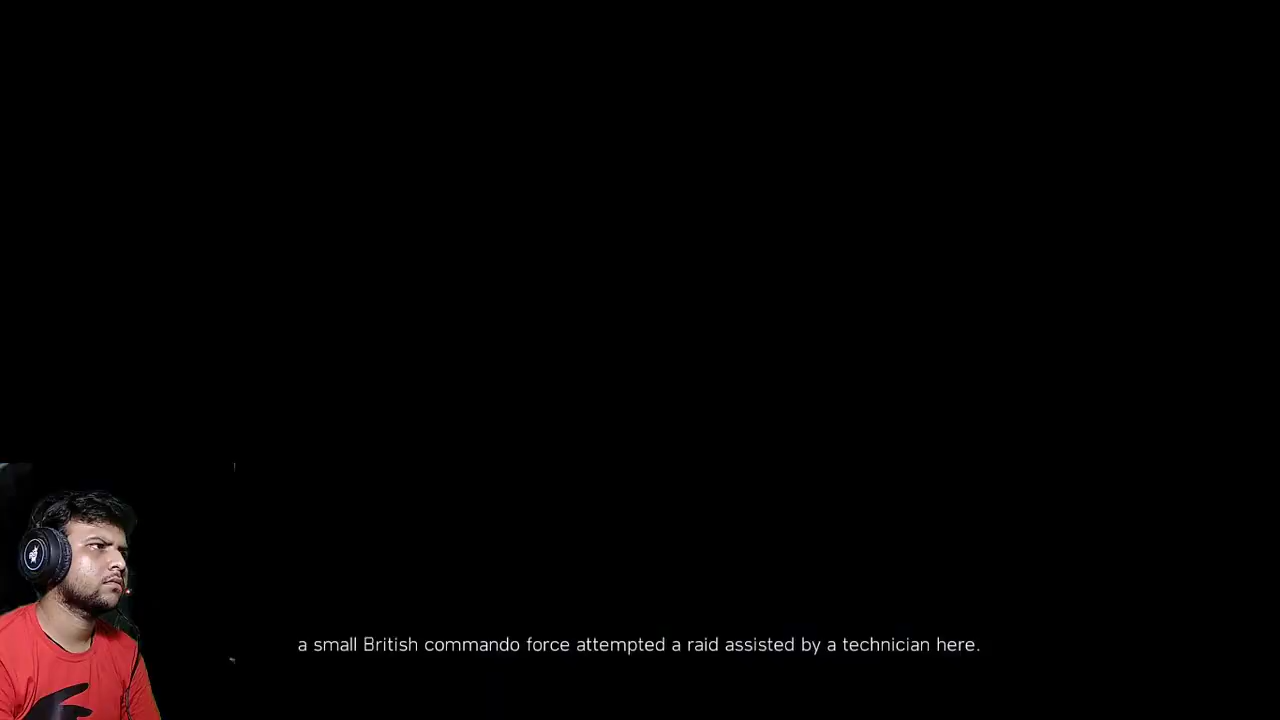 a small British commando force attempted a raid assisted by a technician here.